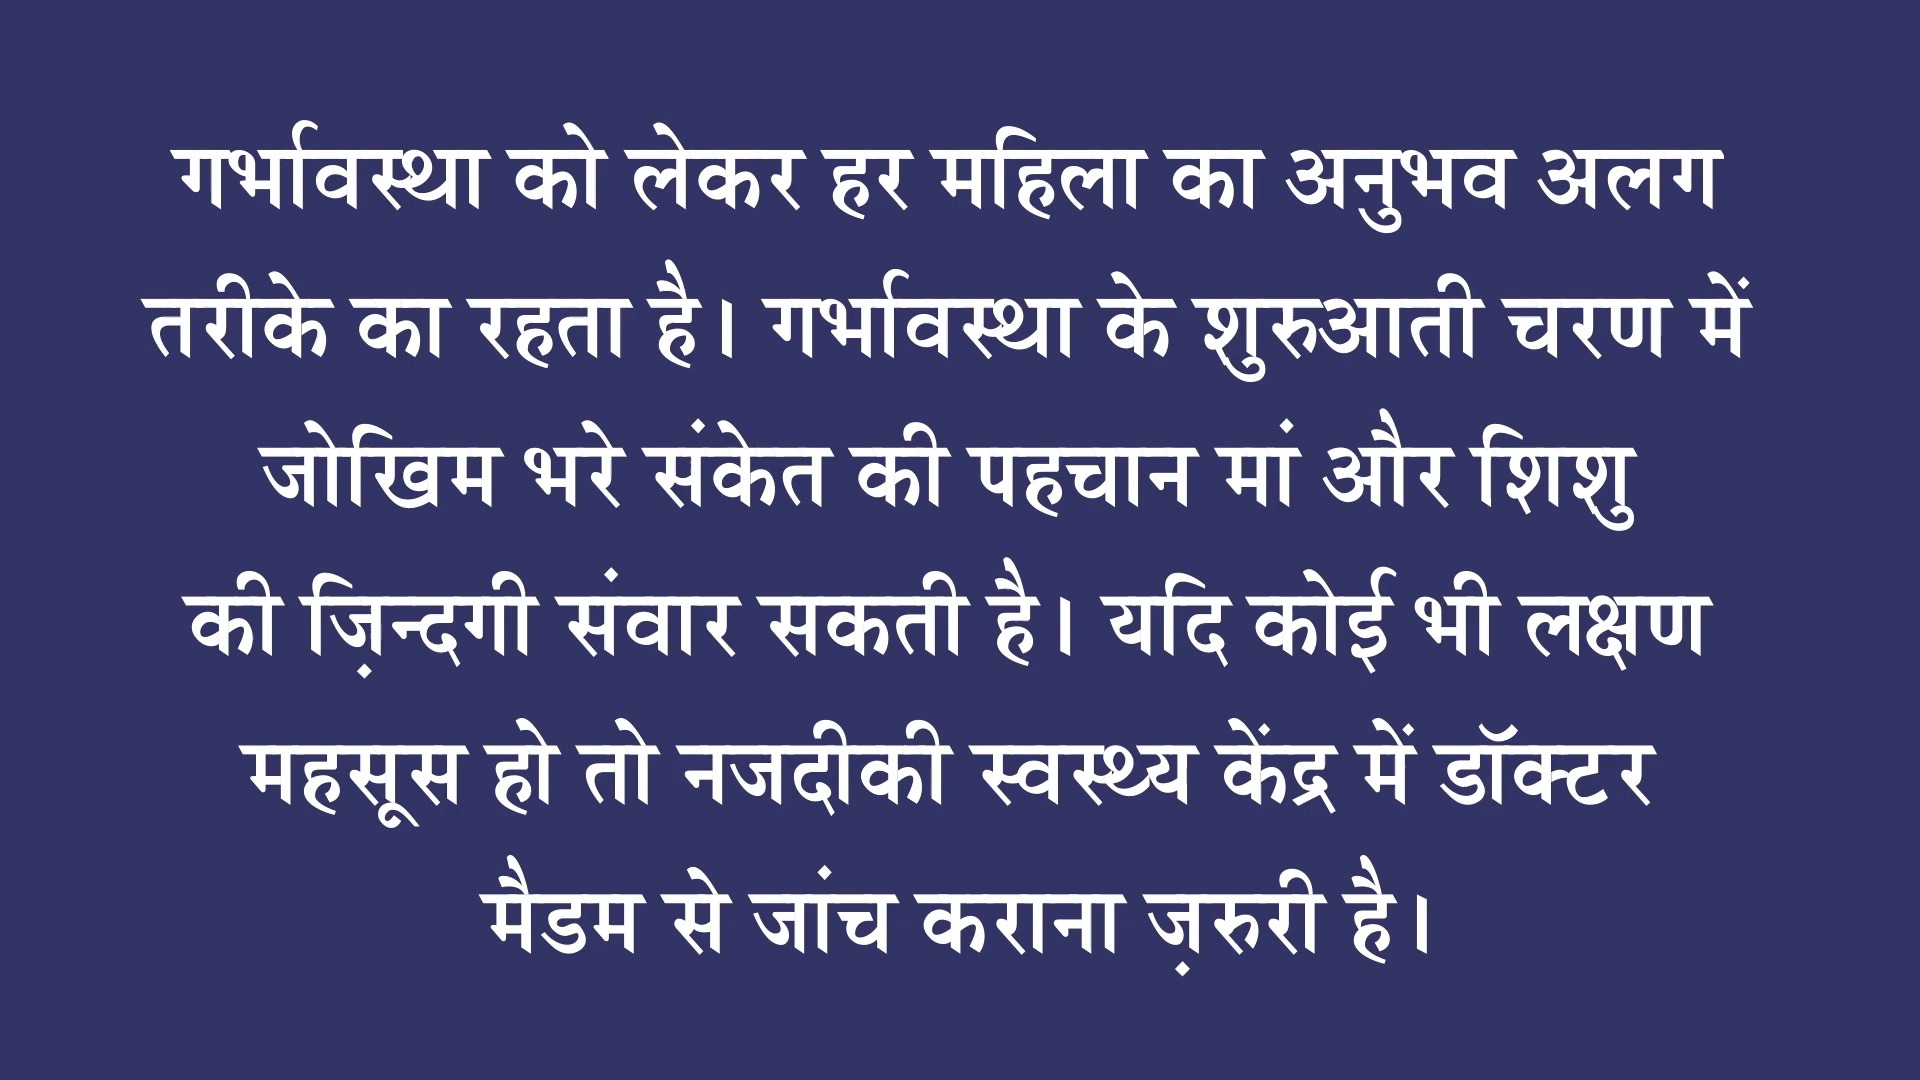 गर्भावस्था को लेकर हर महिला का अनुभव अलग
तरीके का रहता है। गर्भावस्था के शुरुआती चरण में
जोखिम भरे संकेत की पहचान मां और शिशु
की ज़िन्दगी संवार सकती है। यदि कोई भी लक्षण
महसूस हो तो नजदीकी स्वस्थ्य केंद्र में डॉक्टर
मैडम से जांच कराना ज़रुरी है।